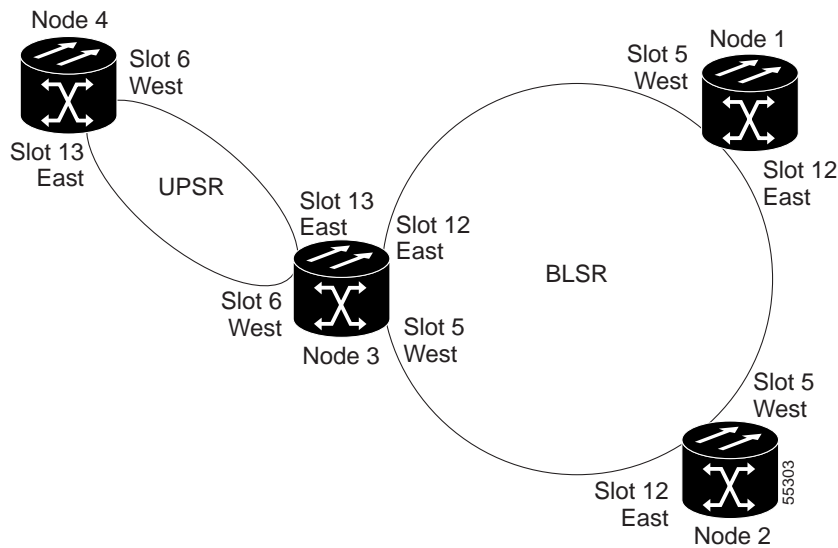 Node 4
Slot 6
West
Slot 13
East
UPSR
Slot 13
East
Slot 12
East
Slot 6
West
Node 3
Slot 5
West
BLSR
Slot 5
West
Node 1
Slot 12
East
Slot 5
West
Slot 12
East
Node 2
55303